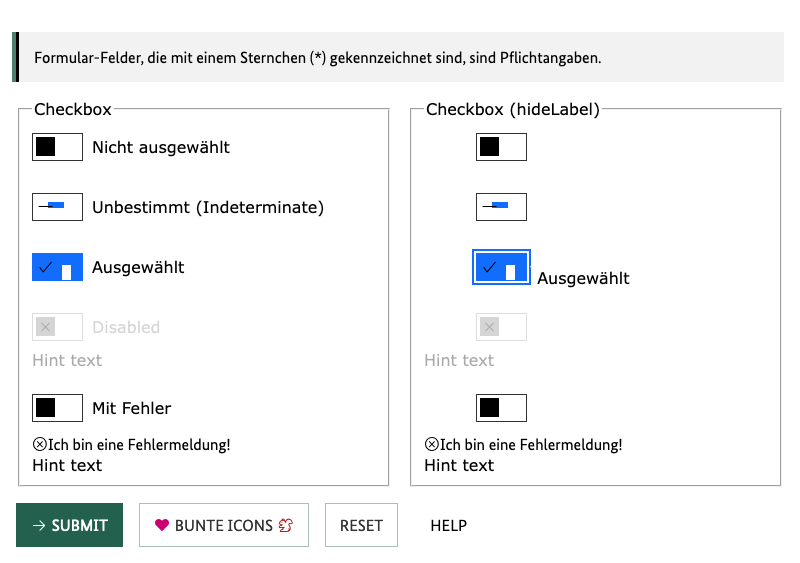 Formular-Felder, die mit einem Sternchen (*) gekennzeichnet sind, sind Pflichtangaben.
Checkbox
Nicht ausgewählt
Unbestimmt (Indeterminate)
Ausgewählt
Disabled
Hint text
Mit Fehler
Ich bin eine Fehlermeldung!
Hint text
Checkbox (hideLabel)
Ausgewählt
Hint text
Ich bin eine Fehlermeldung!
Hint text
SUBMIT
BUNTE ICONS
RESET
HELP